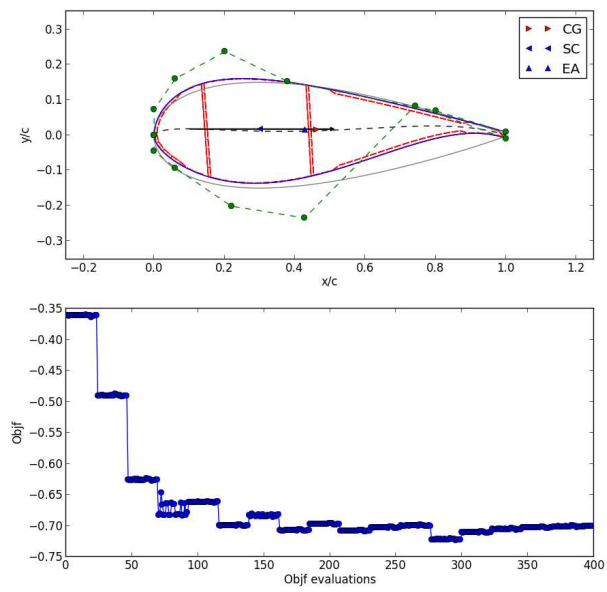 0.3
0.2
0.1
0.0
−0.1
−0.2
−0.3
y/c
CG
SC
EA
−0.2 0.0 0.2 0.4 0.6 0.8 1.0 1.2
x/c
−0.35
−0.40
−0.45
−0.50
−0.55
−0.60
−0.65
−0.70
−0.75
Objf
0 50 100 150 200 250 300 350 400
Objf evaluations